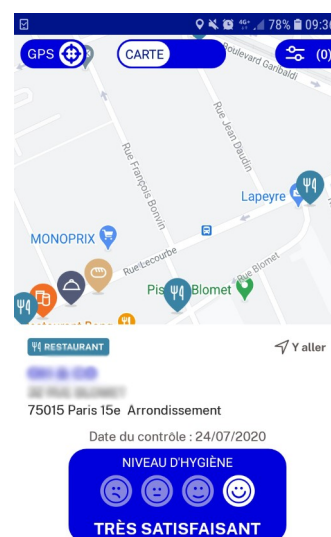 78% 09:36
GPS
CARTE
(0)
Boulevard Garibaldi
Rue Jean Daudin
Rue François Bonvin
Lapeyre
MONOPRIX
Rue Lecourbe
Rue Blomet
Blomet
RESTAURANT
Y aller
75015 Paris 15e Arrondissement
Date du contrôle : 24/07/2020
NIVEAU D'HYGIÈNE
TRÈS SATISFAISANT